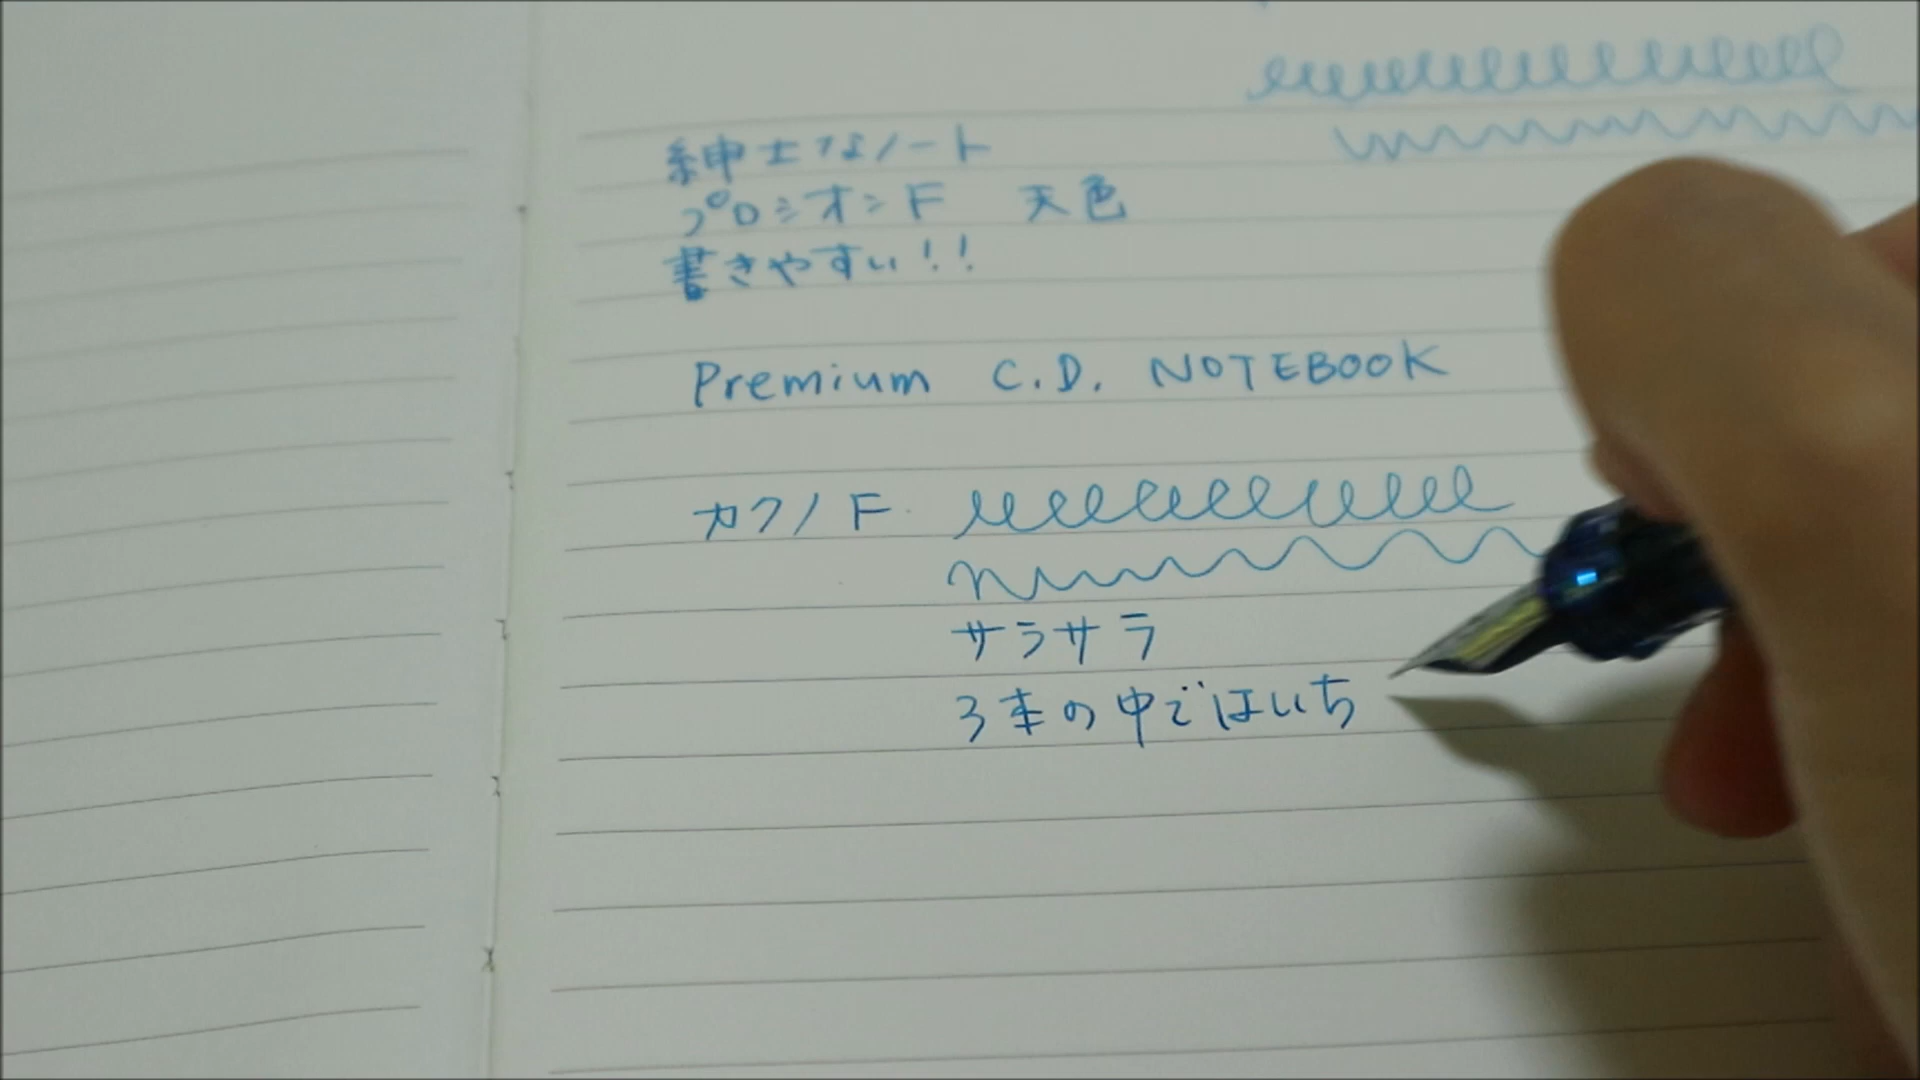 紳士なノート
プロシオンF 天色
書きやすい!!
Premium C.D. NOTEBOOK
カクノ F
サラサラ
3本の中ではいち